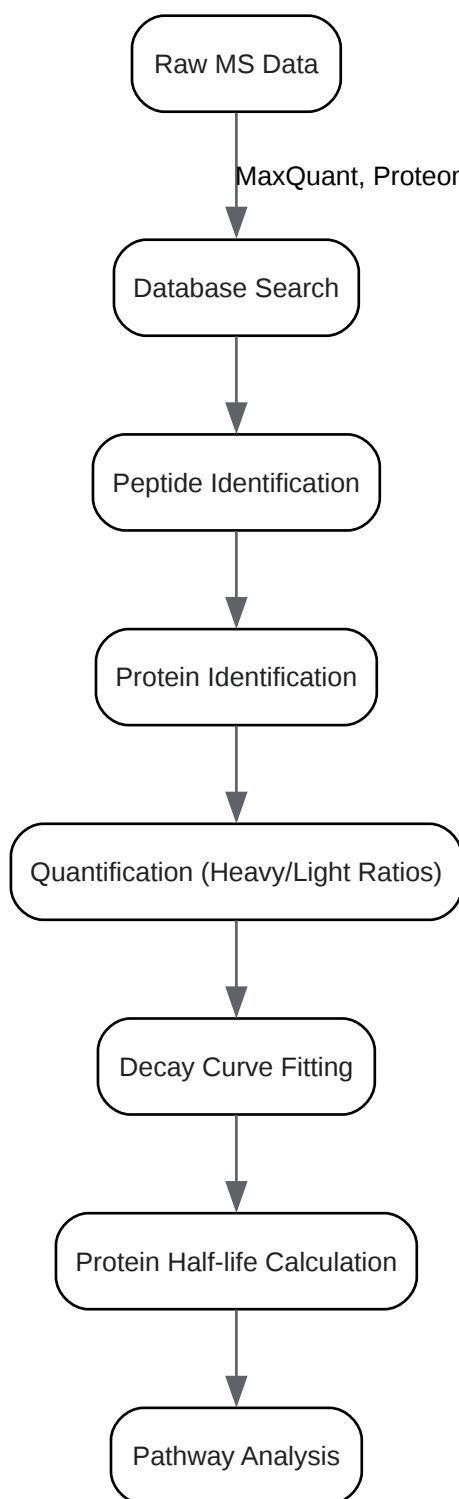 Raw MS Data
MaxQuant, Proteon
Database Search
Peptide Identification
Protein Identification
Quantification (Heavy/Light Ratios)
Decay Curve Fitting
Protein Half-life Calculation
Pathway Analysis